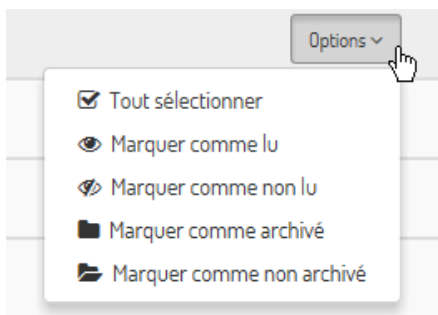 Options
Tout sélectionner
Marquer comme lu
Marquer comme non lu
Marquer comme archivé
Marquer comme non archivé